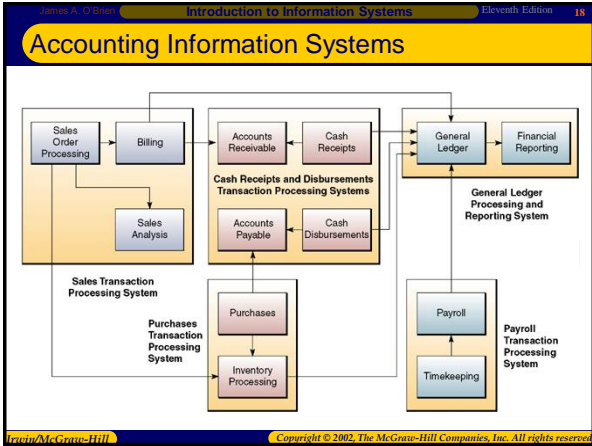 James A. O'Brien Introduction to Information Systems Eleventh Edition 18
Accounting Information Systems
Sales
Order
Processing
Billing
Sales
Analysis
Sales Transaction
Processing System
Accounts
Receivable
Cash
Receipts
Cash Receipts and Disbursements
Transaction Processing Systems
Accounts
Payable
Cash
Disbursements
General
Ledger
Financial
Reporting
General Ledger
Processing and
Reporting System
Purchases
Transaction
Processing
System
Purchases
Inventory
Processing
Payroll
Timekeeping
Payroll
Transaction
Processing
System
Irwin/McGraw-Hill Copyright © 2002, The McGraw-Hill Companies, Inc. All rights reserved